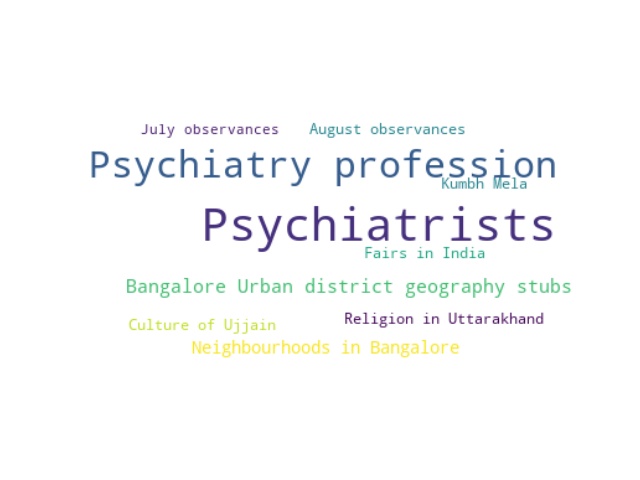 July observances
August observances
Psychiatry profession
Kumbh Mela
Psychiatrists
Fairs in India
Bangalore Urban district geography stubs
Religion in Uttarakhand
Culture of Ujjain
Neighbourhoods in Bangalore